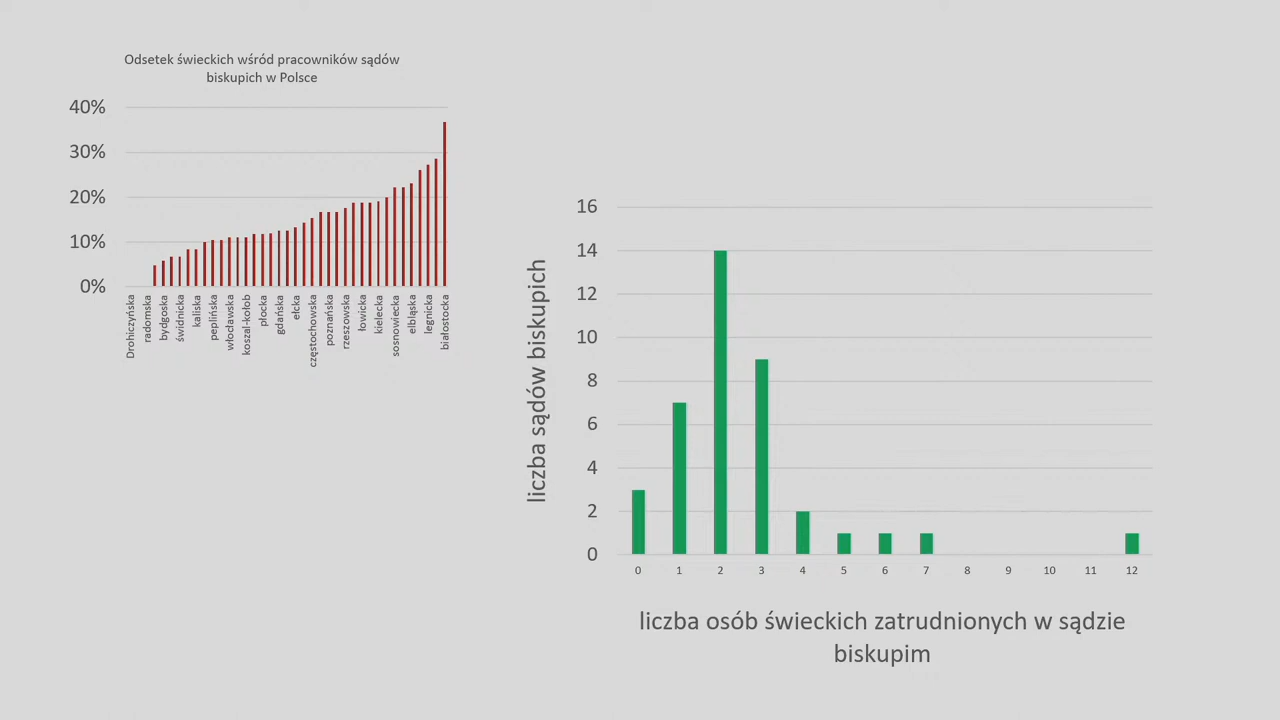 Odsetek świeckich wśród pracowników sądów
biskupich w Polsce
40%
30%
20%
10%
0%
Drohiczyńska
radomska
bydgoska
świdnicka
kaliska
peplińska
włocławska
koszal-kołob
płocka
gdańska
ełcka
częstochowska
poznańska
rzeszowska
łowicka
kielecka
sosnowiecka
elbląska
legnicka
białostocka
liczba sądów biskupich
16
14
12
10
8
6
4
2
0
0 1 2 3 4 5 6 7 8 9 10 11 12
liczba osób świeckich zatrudnionych w sądzie
biskupim